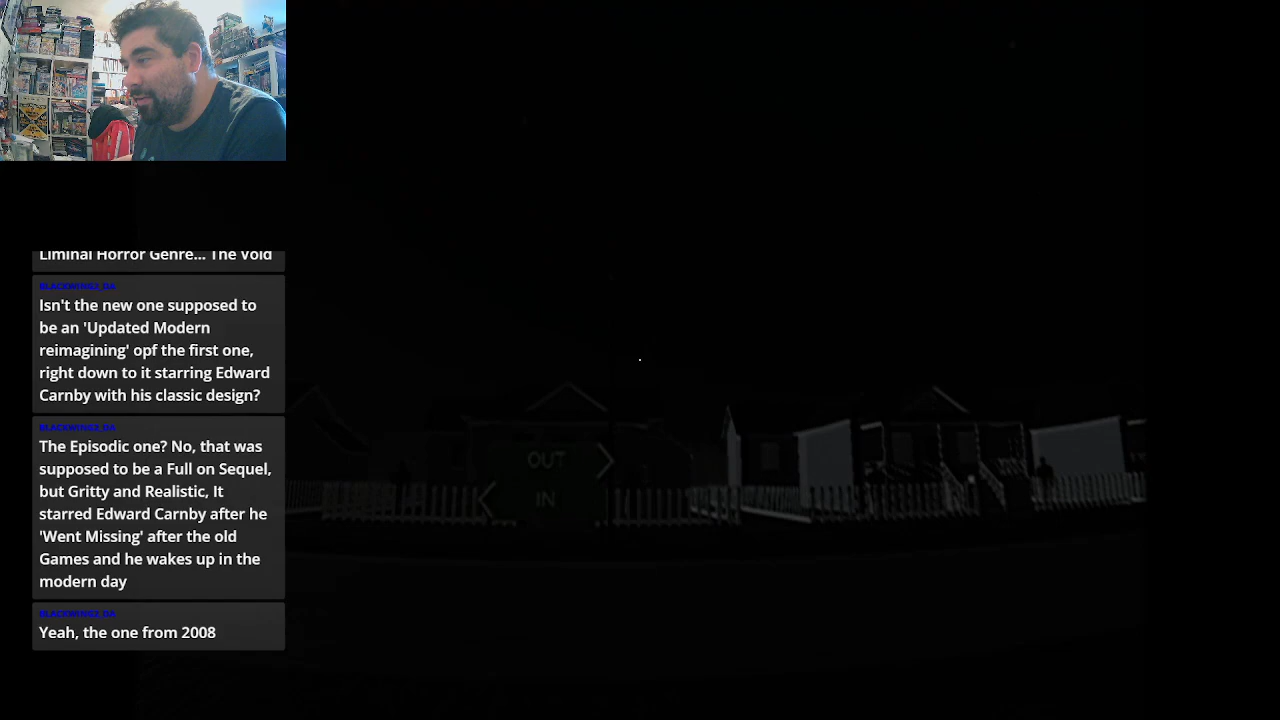 Liminal Horror Genre... The Void
BLACKWING2_DA
Isn't the new one supposed to
be an 'Updated Modern
reimagining' opf the first one,
right down to it starring Edward
Carnby with his classic design?
BLACKWING2_DA
The Episodic one? No, that was
supposed to be a Full on Sequel,
but Gritty and Realistic, It
starred Edward Carnby after he
'Went Missing' after the old
Games and he wakes up in the
modern day
BLACKWING2_DA
Yeah, the one from 2008
OUT
IN